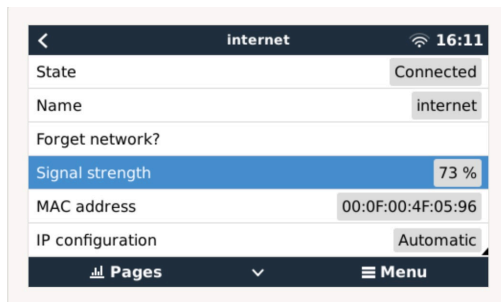 internet 16:11
State Connected
Name internet
Forget network?
Signal strength 73 %
MAC address 00:0F:00:4F:05:96
IP configuration Automatic
Pages Menu